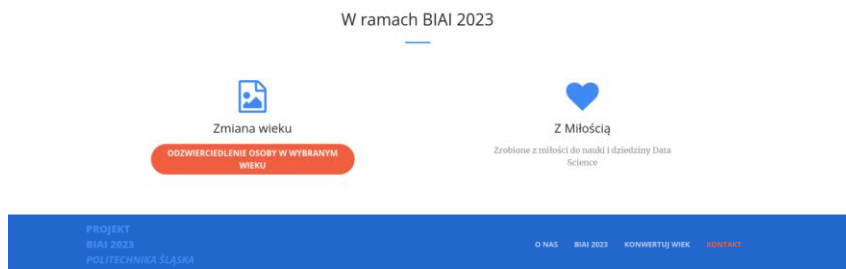 W ramach BIAI 2023
Zmiana wieku
ODZWIERCIEDLENIE OSOBY W WYBRANYM
WIEKU
Z Miłością
Zrobione z miłości do nauki i dziedziny Data
Science
PROJEKT
BIAI 2023
POLITECHNIKA ŚLĄSKA
O NAS BIAI 2023 KONWERTUJ WIEK KONTAKT